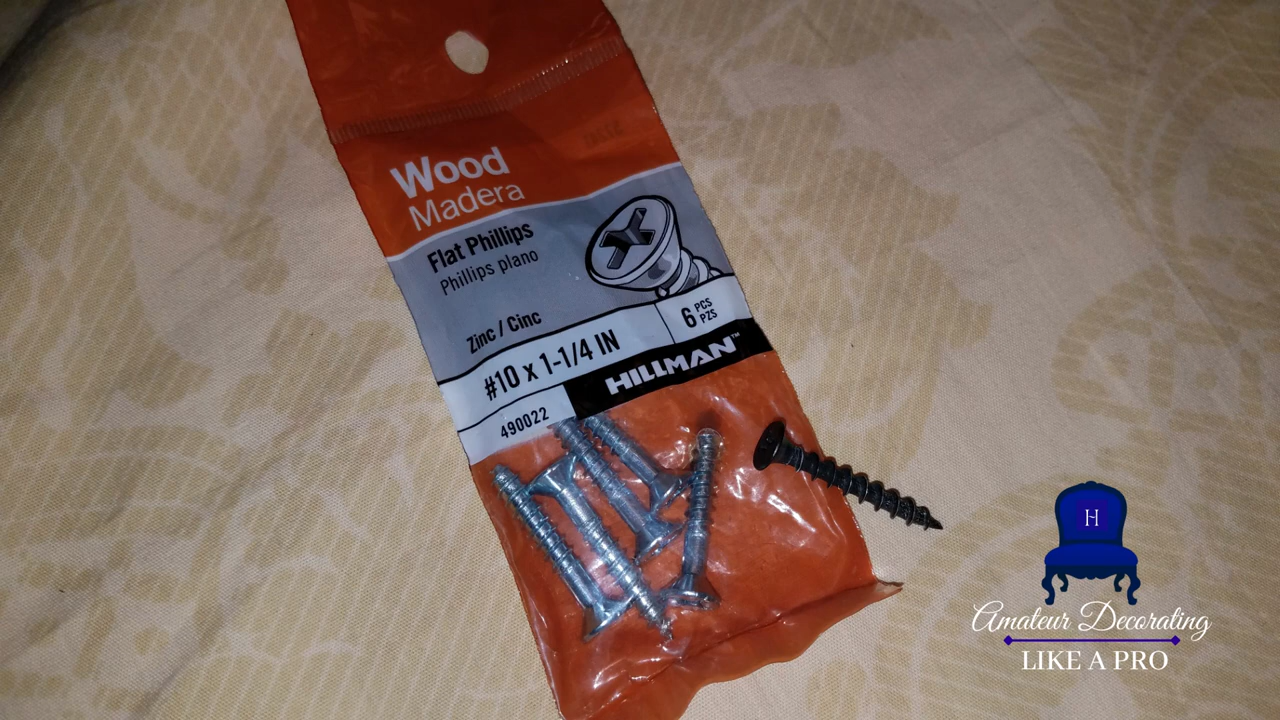 Wood
Madera
Flat Phillips
Phillips plano
Zinc / Cinc
#10 x 1-1/4 IN
6 PCS
PZS
HILLMAN™
490022
H
Amateur Decorating
LIKE A PRO